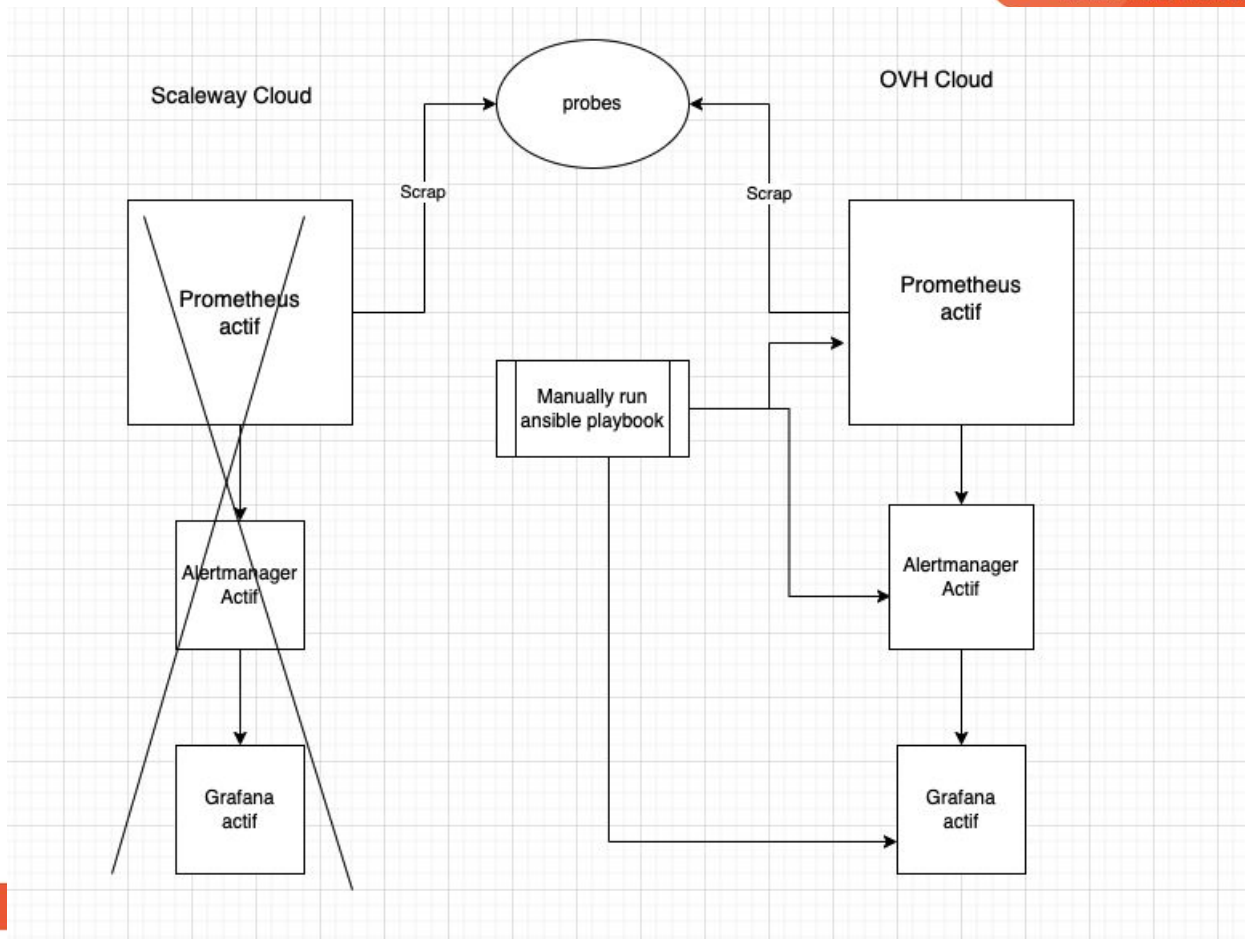 Scaleway Cloud
probes
OVH Cloud
Scrap
Scrap
Prometheus
actif
Prometheus
actif
Manually run
ansible playbook
Alertmanager
Actif
Alertmanager
Actif
Grafana
actif
Grafana
actif